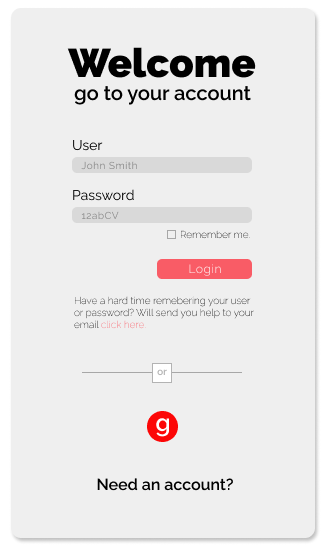 Welcome
go to your account
User
John Smith
Password
12abCV
Remember me.
Login
Have a hard time remebering your user
or password? Will send you help to your
email click here.
or
g
Need an account?